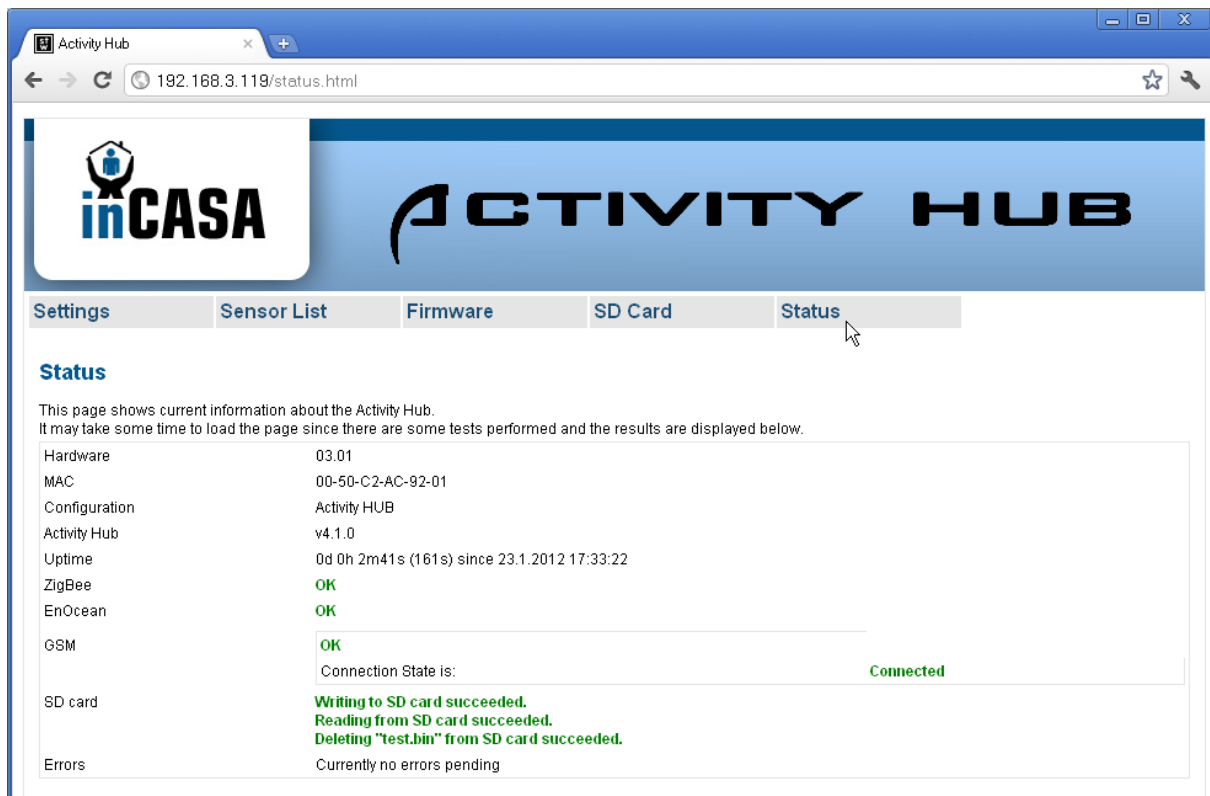 Activity Hub
192.168.3.119/status.html
inCASA
ACTIVITY HUB
Settings Sensor List Firmware SD Card Status
Status
This page shows current information about the Activity Hub.
It may take some time to load the page since there are some tests performed and the results are displayed below.
Hardware 03.01
MAC 00-50-C2-AC-92-01
Configuration Activity HUB
Activity Hub v4.1.0
Uptime 0d 0h 2m41s (161s) since 23.1.2012 17:33:22
ZigBee OK
EnOcean OK
GSM OK
Connection State is: Connected
SD card Writing to SD card succeeded.
Reading from SD card succeeded.
Deleting "test.bin" from SD card succeeded.
Errors Currently no errors pending